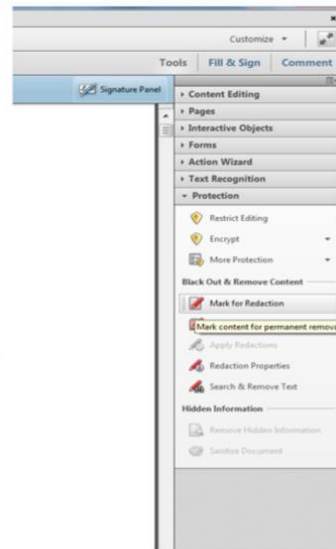 Customize
Tools Fill & Sign Comment
Signature Panel
Content Editing
Pages
Interactive Objects
Forms
Action Wizard
Text Recognition
Protection
Restrict Editing
Encrypt
More Protection
Black Out & Remove Content
Mark for Redaction
Mark content for permanent remova
Apply Redactions
Redaction Properties
Search & Remove Text
Hidden Information
Remove Hidden Information
Sanitize Document